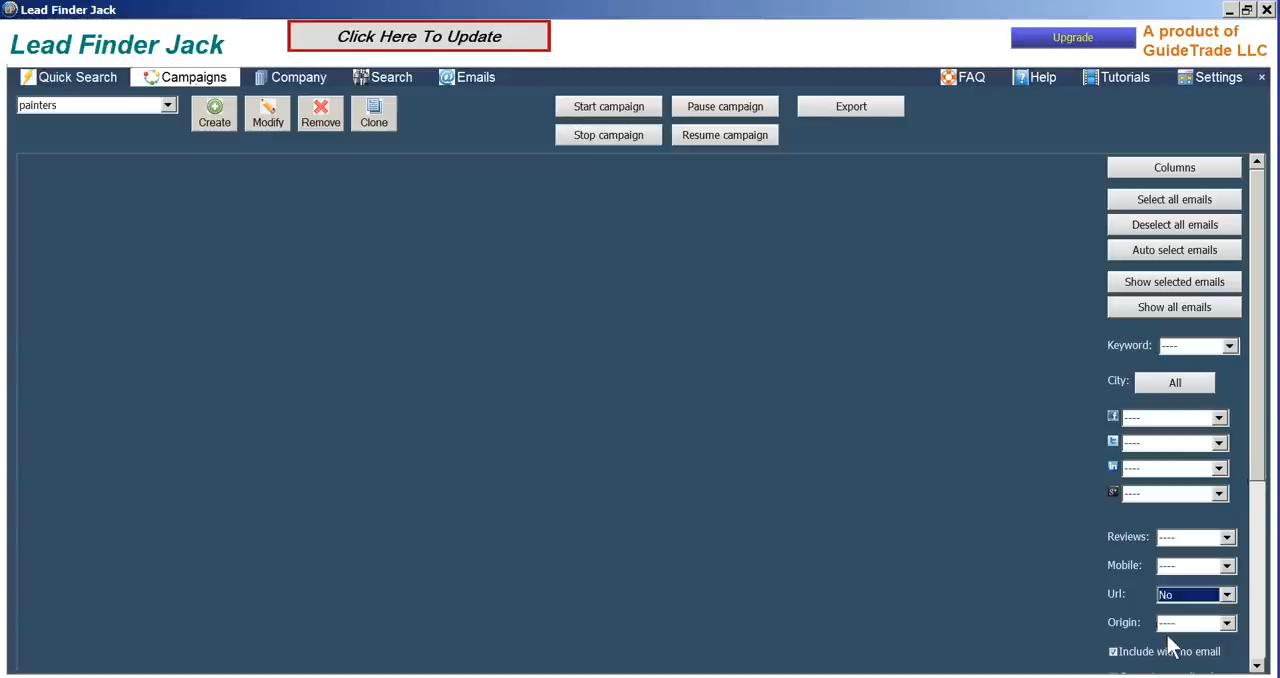 Lead Finder Jack
Lead Finder Jack
Click Here To Update
Upgrade
A product of
GuideTrade LLC
Quick Search
Campaigns
Company
Search
Emails
FAQ
Help
Tutorials
Settings
painters
Create
Modify
Remove
Clone
Start campaign
Pause campaign
Export
Stop campaign
Resume campaign
Columns
Select all emails
Deselect all emails
Auto select emails
Show selected emails
Show all emails
Keyword: ----
City: All
----
----
----
----
Reviews: ----
Mobile: ----
Url: No
Origin: ----
Include with no email